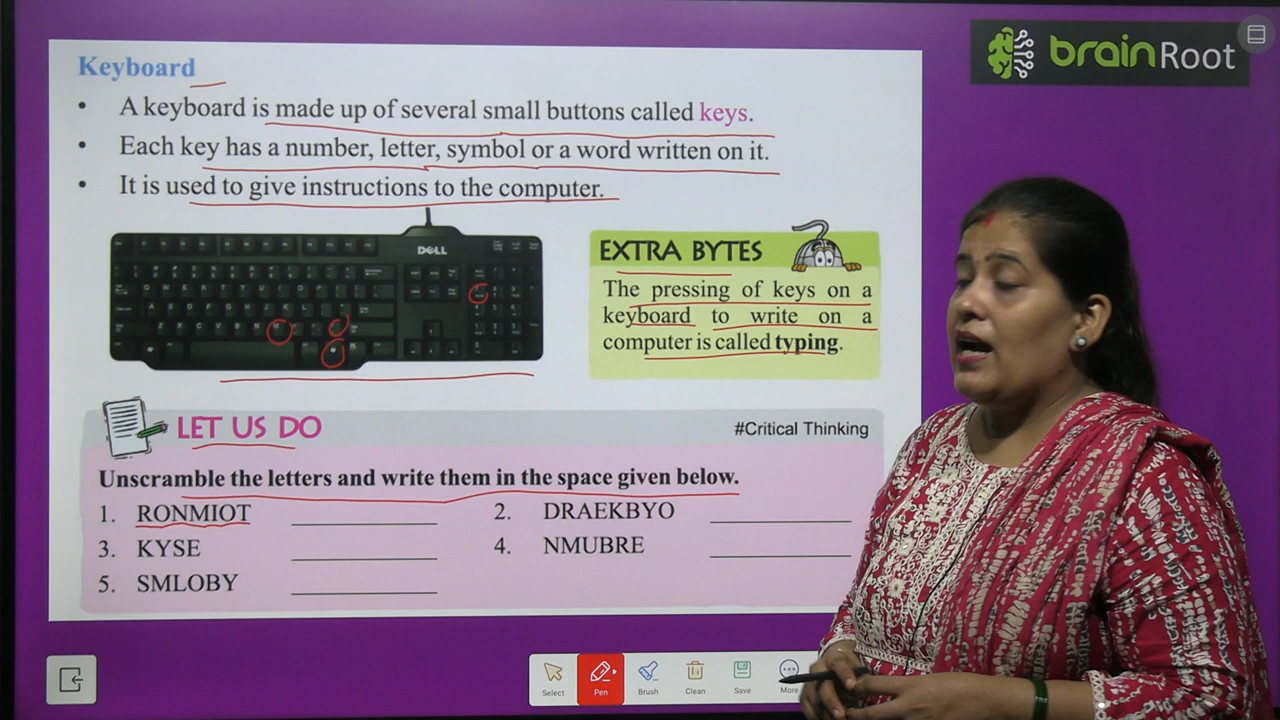 brainRoot
Keyboard
• A keyboard is made up of several small buttons called keys.
• Each key has a number, letter, symbol or a word written on it.
• It is used to give instructions to the computer.
DELL
EXTRA BYTES
The pressing of keys on a
keyboard to write on a
computer is called typing.
LET US DO
#Critical Thinking
Unscramble the letters and write them in the space given below.
1. RONMIOT
2. DRAEKBYO
3. KYSE
4. NMUBRE
5. SMLOBY
Select
Pen
Brush
Clean
Save
More